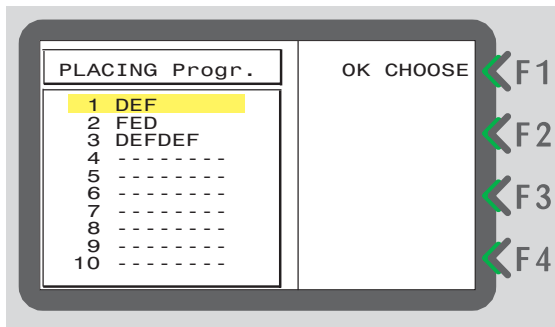 PLACING Progr.
OK CHOOSE
F1
1 DEF
2 FED
F2
3 DEFDEF
4 --------
5 --------
6 --------
F3
7 --------
8 --------
9 --------
10 --------
F4